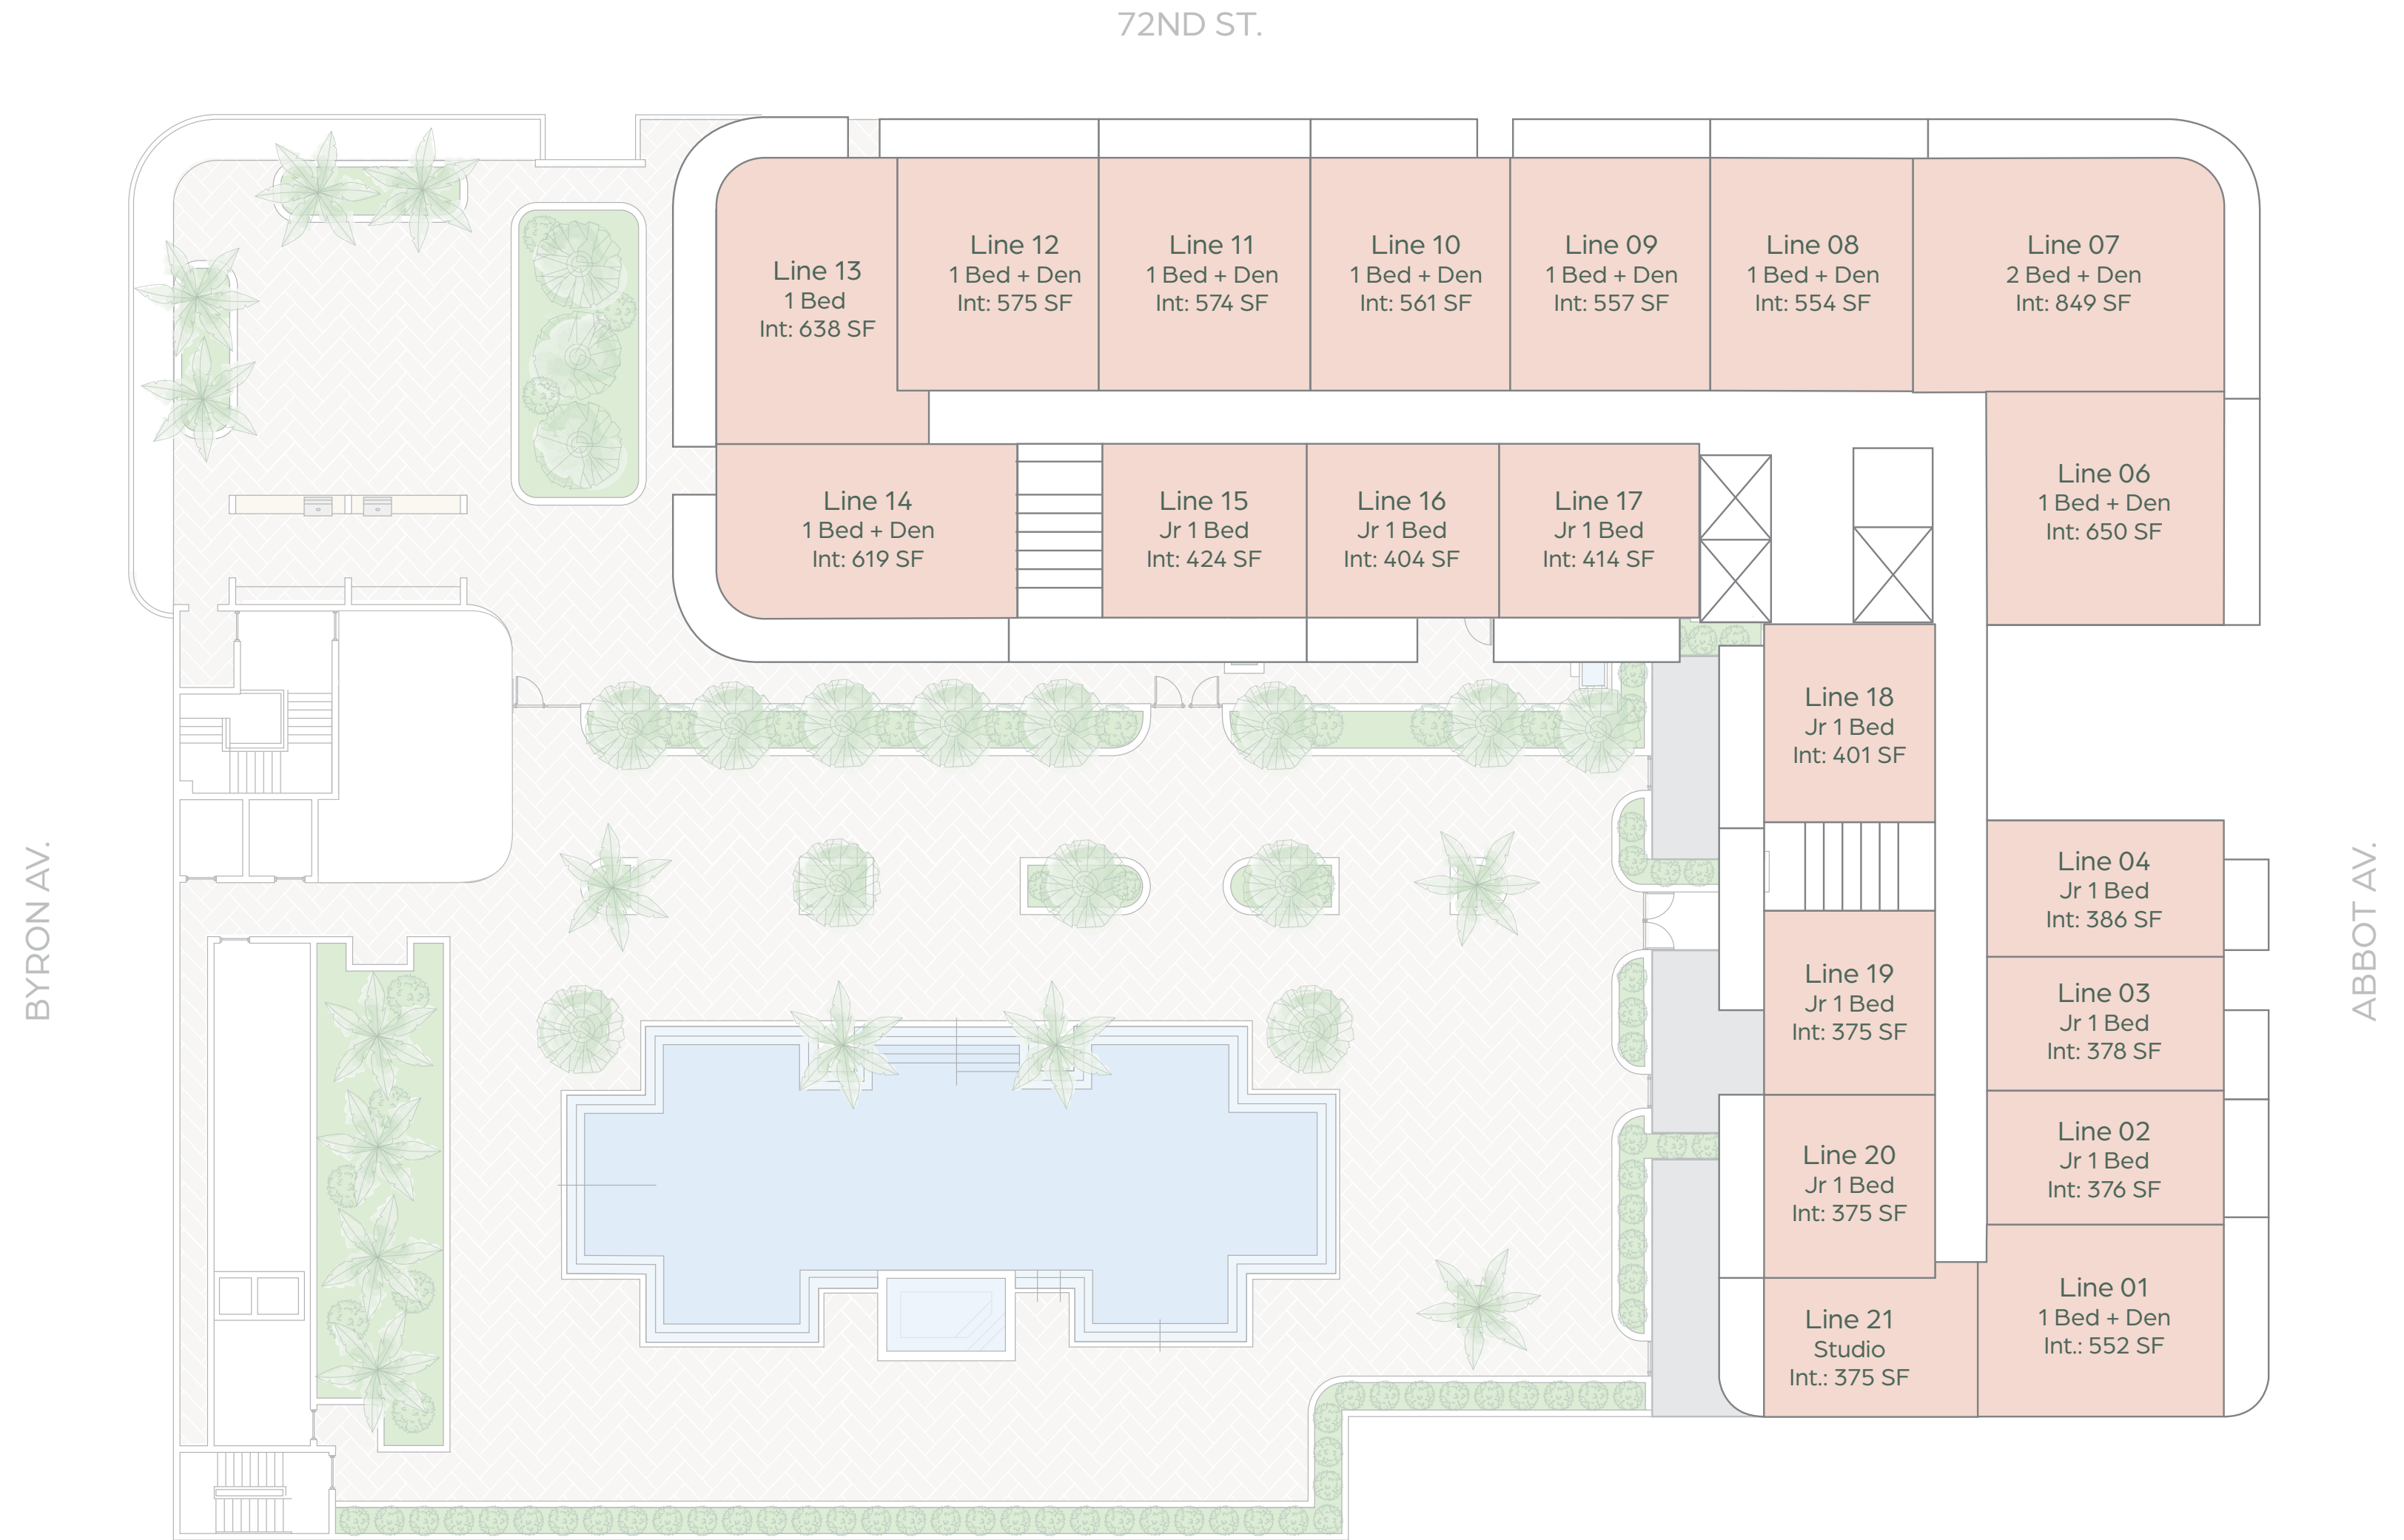 72ND ST.
Line 13
1 Bed
Int: 638 SF
Line 12
1 Bed + Den
Int: 575 SF
Line 11
1 Bed + Den
Int: 574 SF
Line 10
1 Bed + Den
Int: 561 SF
Line 09
1 Bed + Den
Int: 557 SF
Line 08
1 Bed + Den
Int: 554 SF
Line 07
2 Bed + Den
Int: 849 SF
Line 14
1 Bed + Den
Int: 619 SF
Line 15
Jr 1 Bed
Int: 424 SF
Line 16
Jr 1 Bed
Int: 404 SF
Line 17
Jr 1 Bed
Int: 414 SF
Line 06
1 Bed + Den
Int: 650 SF
Line 18
Jr 1 Bed
Int: 401 SF
Line 04
Jr 1 Bed
Int: 386 SF
BYRON AV.
ABBOT AV.
Line 19
Jr 1 Bed
Int: 375 SF
Line 03
Jr 1 Bed
Int: 378 SF
Line 20
Jr 1 Bed
Int: 375 SF
Line 02
Jr 1 Bed
Int: 376 SF
Line 21
Studio
Int.: 375 SF
Line 01
1 Bed + Den
Int.: 552 SF